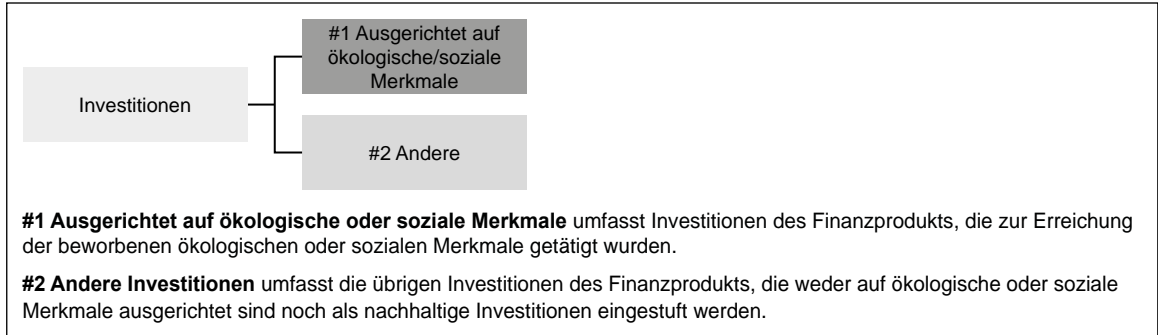 #1 Ausgerichtet auf
ökologische/soziale
Merkmale
Investitionen
#2 Andere
#1 Ausgerichtet auf ökologische oder soziale Merkmale umfasst Investitionen des Finanzprodukts, die zur Erreichung
der beworbenen ökologischen oder sozialen Merkmale getätigt wurden.
#2 Andere Investitionen umfasst die übrigen Investitionen des Finanzprodukts, die weder auf ökologische oder soziale
Merkmale ausgerichtet sind noch als nachhaltige Investitionen eingestuft werden.